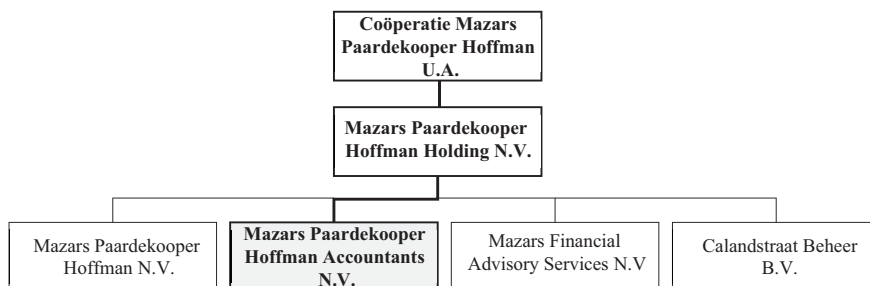 Coöperatie Mazars
Paardekooper Hoffman
U.A.
Mazars Paardekooper
Hoffman Holding N.V.
Mazars Paardekooper
Hoffman N.V.
Mazars Paardekooper
Hoffman Accountants
N.V.
Mazars Financial
Advisory Services N.V
Calandstraat Beheer
B.V.